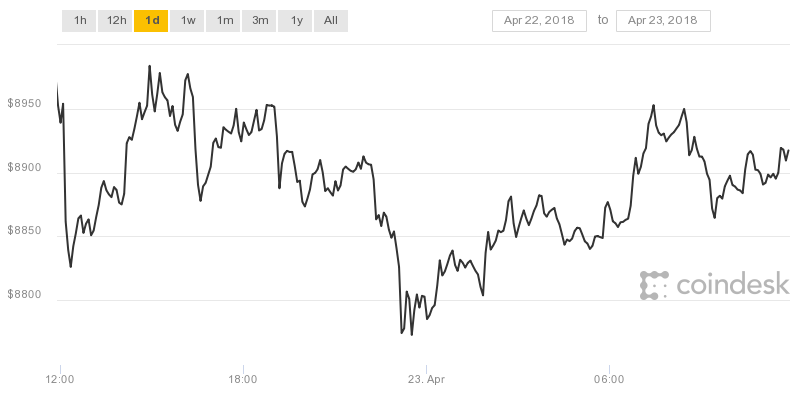 1h 12h 1d 1w 1m 3m 1y All Apr 22, 2018 to Apr 23, 2018
$8950
$8900
$8850
$8800
coindesk
12:00 18:00 23. Apr 06:00